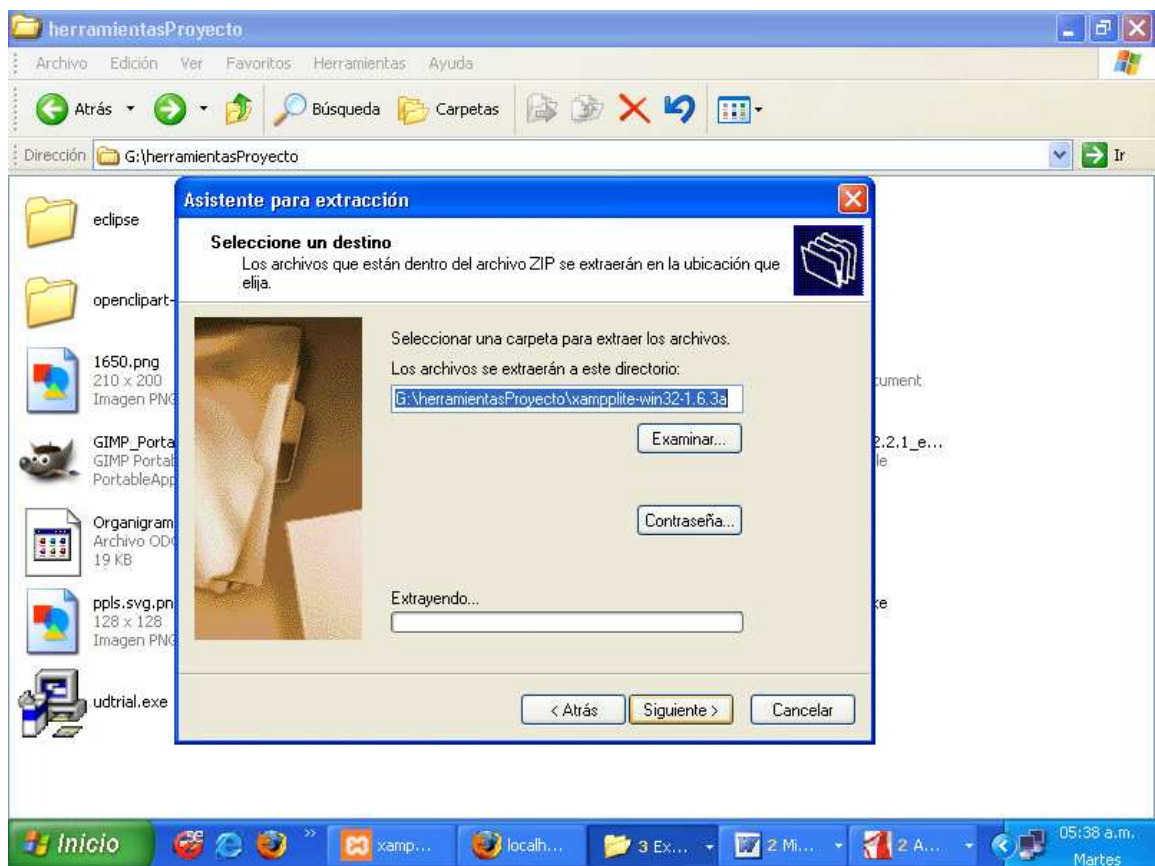 herramientasProyecto
Archivo Edición Ver Favoritos Herramientas Ayuda
Atrás Búsqueda Carpetas
Dirección G:\herramientasProyecto Ir
eclipse
openclipart-
1650.png
210 x 200
Imagen PNG
GIMP_Porta
GIMP Portab
PortableApp
Organigram
Archivo ODG
19 KB
ppls.svg.pn
128 x 128
Imagen PNG
udtrial.exe
Asistente para extracción
Seleccione un destino
Los archivos que están dentro del archivo ZIP se extraerán en la ubicación que
elija.
Seleccionar una carpeta para extraer los archivos.
Los archivos se extraerán a este directorio:
G:\herramientasProyecto\xampplite-win32-1.6.3a
Examinar...
Contraseña...
Extrayendo...
< Atrás Siguiente > Cancelar
cument
2.2.1_e...
le
xe
Inicio » xamp... localh... 3 Ex... 2 Mi... 2 A... 05:38 a.m.
Martes